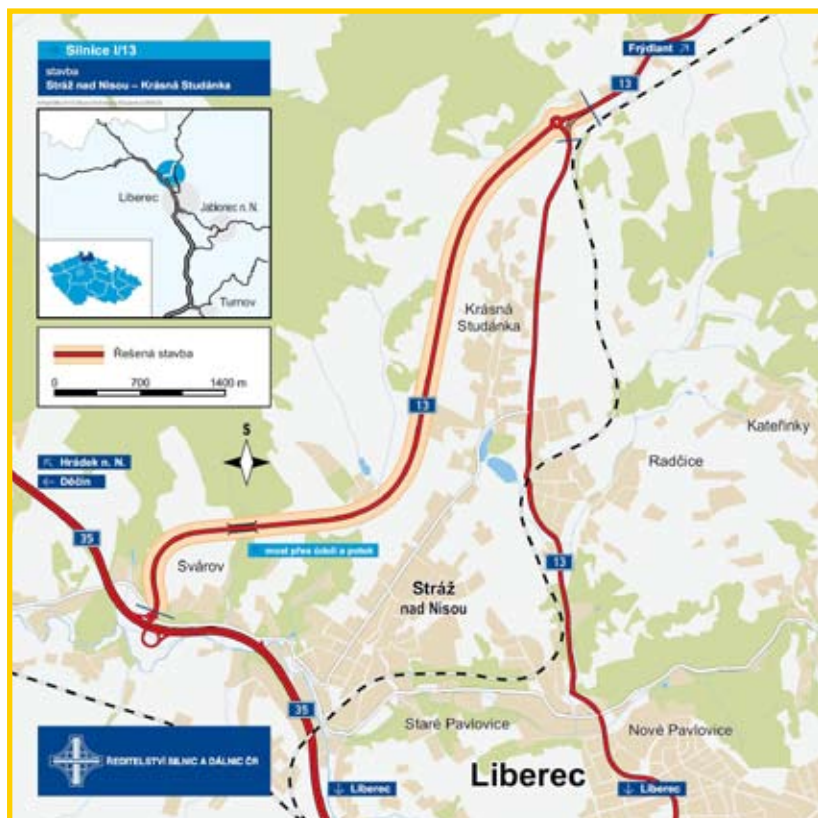 Silnice I/13
stavba
Stráž nad Nisou – Krásná Studánka
Liberec
Jablonec n. N.
Turnov
Řešená stavba
0 700 1400 m
S
Hrádek n. N.
Děčín
35
Svárov
most přes údolí a potok
13
Frýdlant
13
Krásná
Studánka
Kateřinky
Radčice
13
Stráž
nad Nisou
35
Staré Pavlovice
Nové Pavlovice
Liberec
Liberec
Liberec
ŘEDITELSTVÍ SILNIC A DÁLNIC ČR